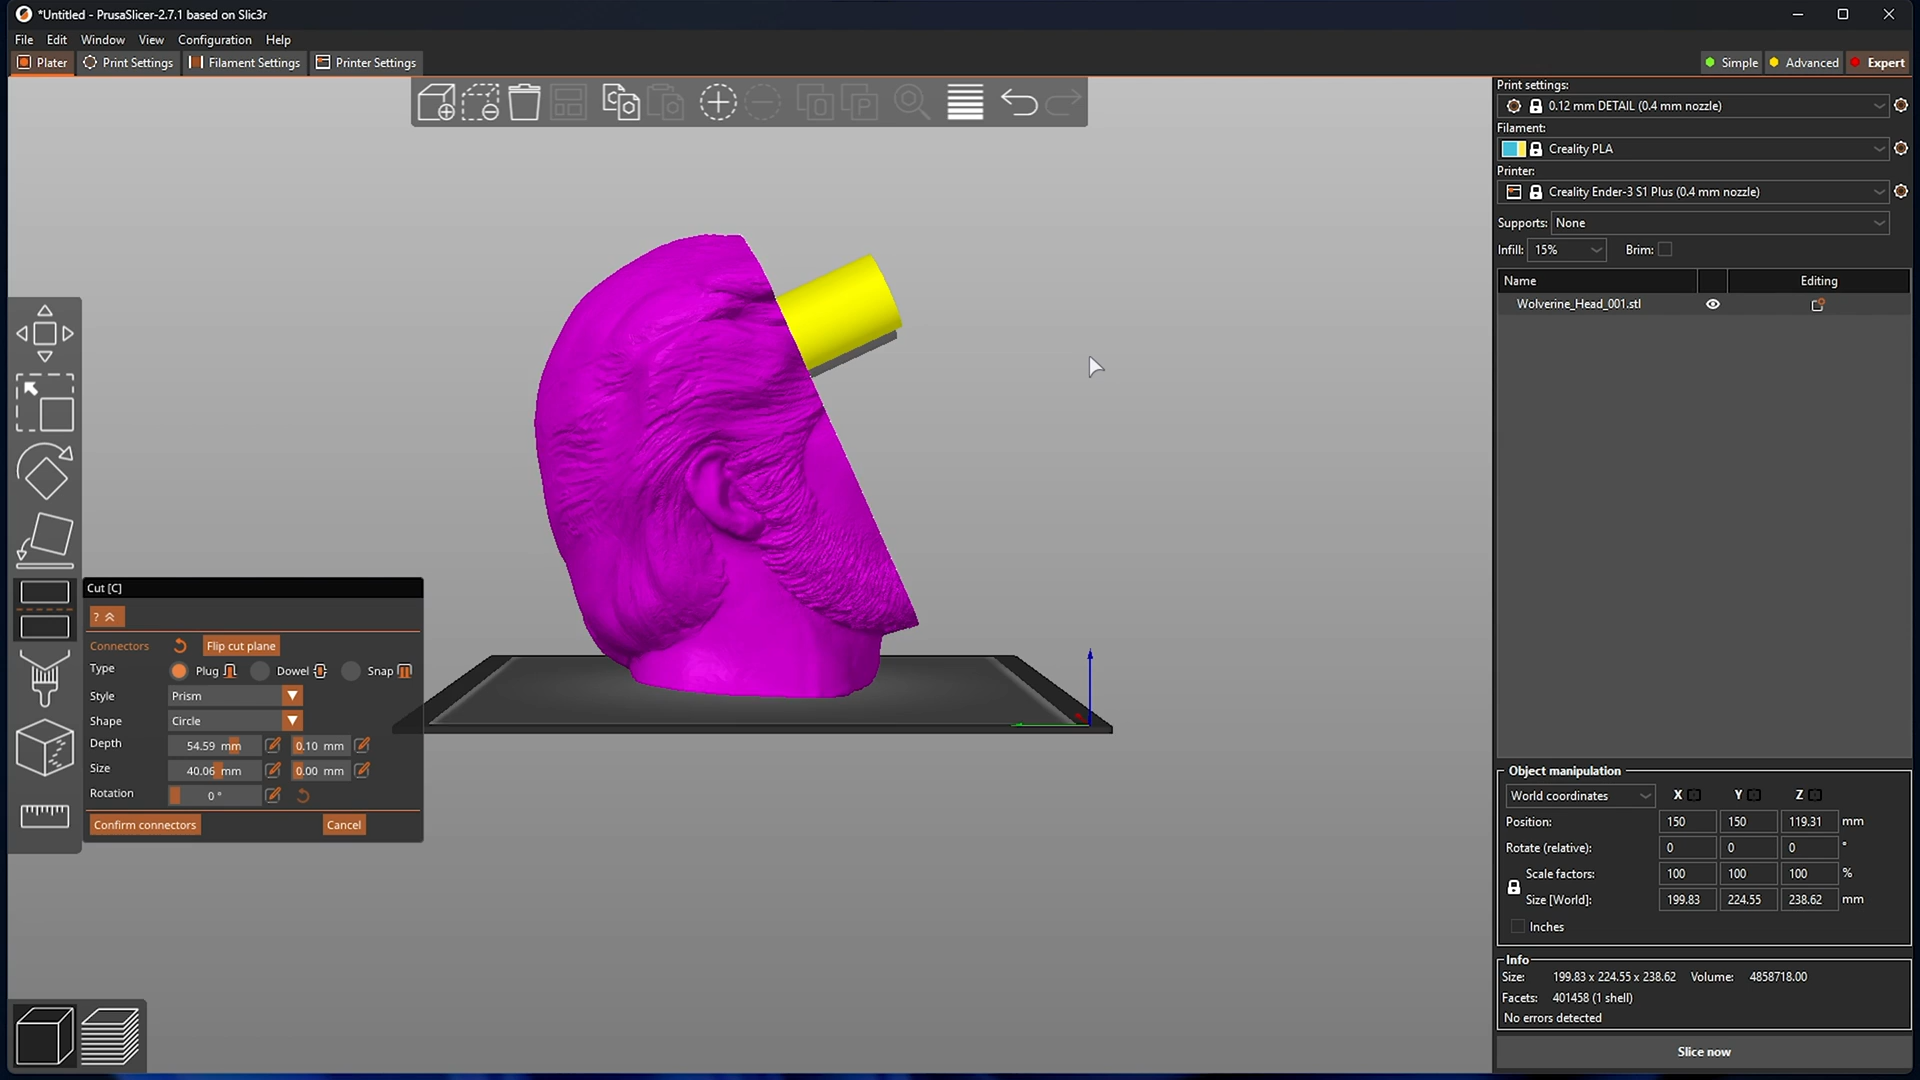 *Untitled - PrusaSlicer-2.7.1 based on Slic3r
File Edit Window View Configuration Help
Plater Print Settings Filament Settings Printer Settings
Simple Advanced Expert
Print settings:
0.12 mm DETAIL (0.4 mm nozzle)
Filament:
Creality PLA
Printer:
Creality Ender-3 S1 Plus (0.4 mm nozzle)
Supports: None
Infill: 15% Brim:
Name Editing
Wolverine_Head_001.stl
Cut [C]
?
Connectors Flip cut plane
Type Plug Dowel Snap
Style Prism
Shape Circle
Depth 54.59 mm 0.10 mm
Size 40.06 mm 0.00 mm
Rotation 0 °
Confirm connectors Cancel
Object manipulation
World coordinates X Y Z
Position: 150 150 119.31 mm
Rotate (relative): 0 0 0 °
Scale factors: 100 100 100 %
Size [World]: 199.83 224.55 238.62 mm
Inches
Info
Size: 199.83 x 224.55 x 238.62 Volume: 4858718.00
Facets: 401458 (1 shell)
No errors detected
Slice now